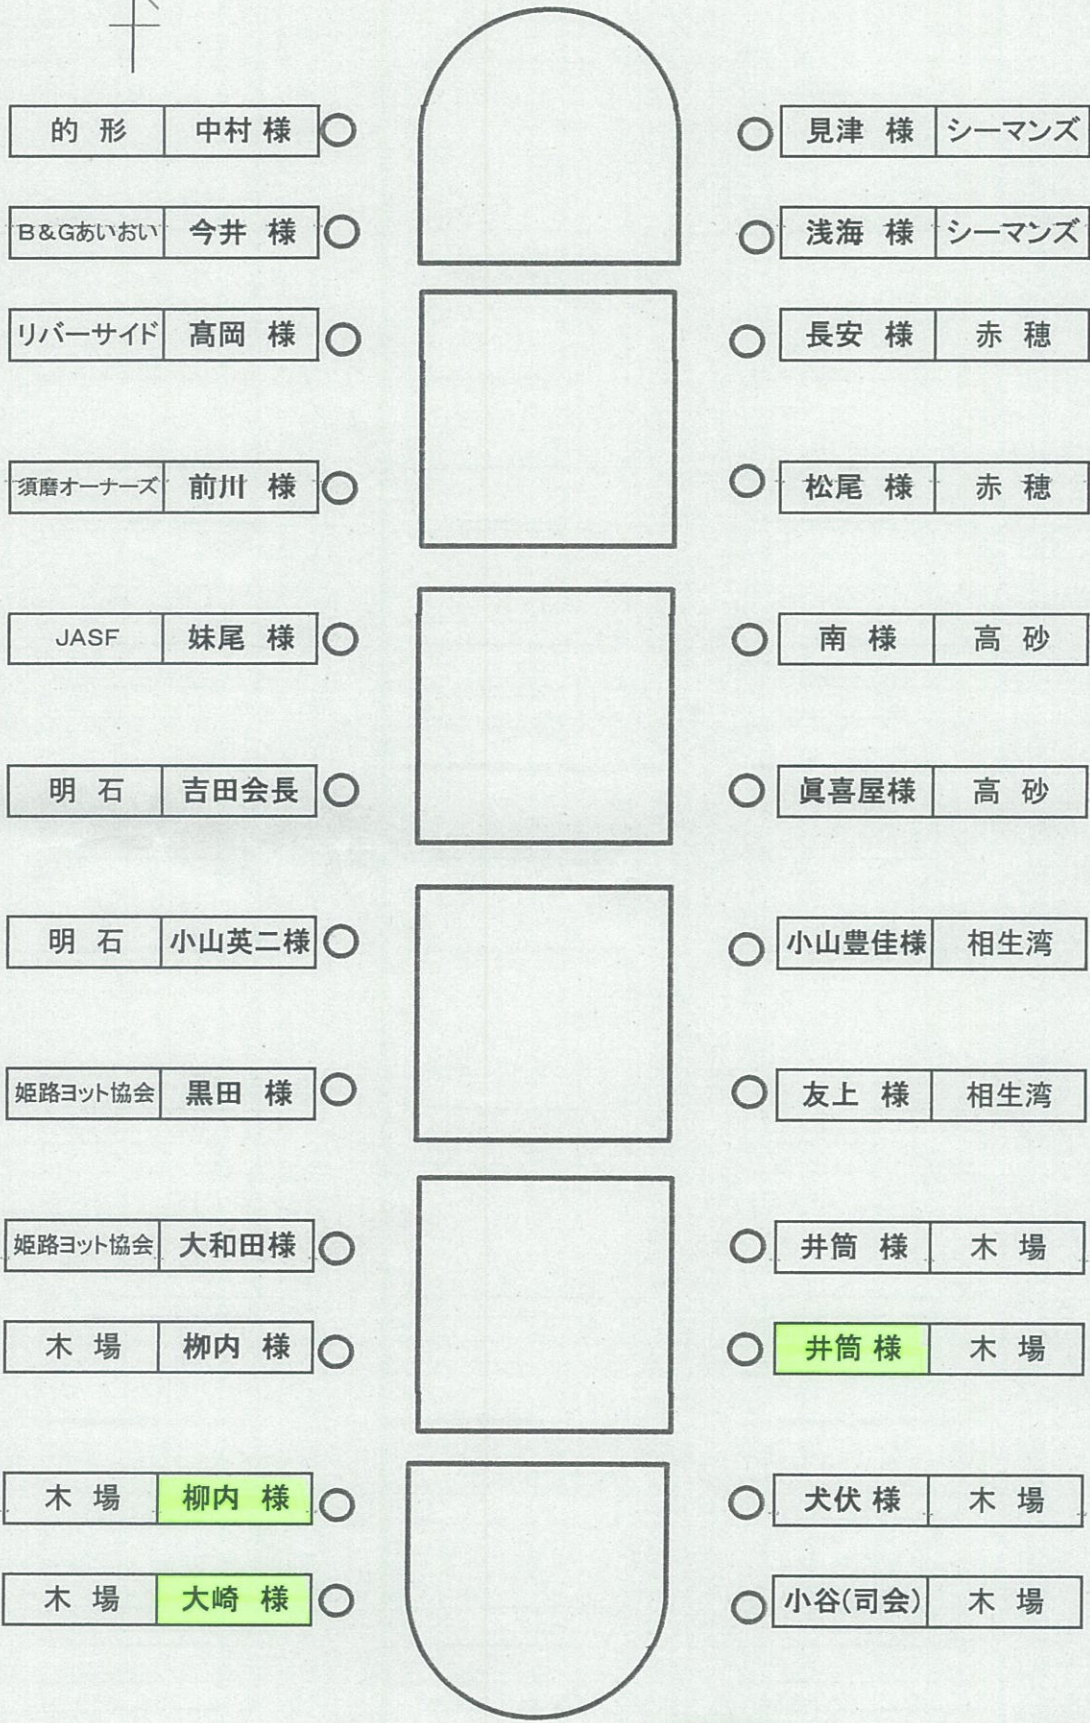 的 形 中村 様 見津 様 シーマンズ
B&Gあいおい 今井 様 浅海 様 シーマンズ
リバーサイド 髙岡 様 長安 様 赤 穂
須磨オーナーズ 前川 様 松尾 様 赤 穂
JASF 妹尾 様 南 様 高 砂
明 石 吉田会長 眞喜屋様 高 砂
明 石 小山英二様 小山豊佳様 相生湾
姫路ヨット協会 黒田 様 友上 様 相生湾
姫路ヨット協会 大和田様 井筒 様 木 場
木 場 栁内 様 井筒 様 木 場
木 場 柳内 様 犬伏 様 木 場
木 場 大崎 様 小谷(司会) 木 場